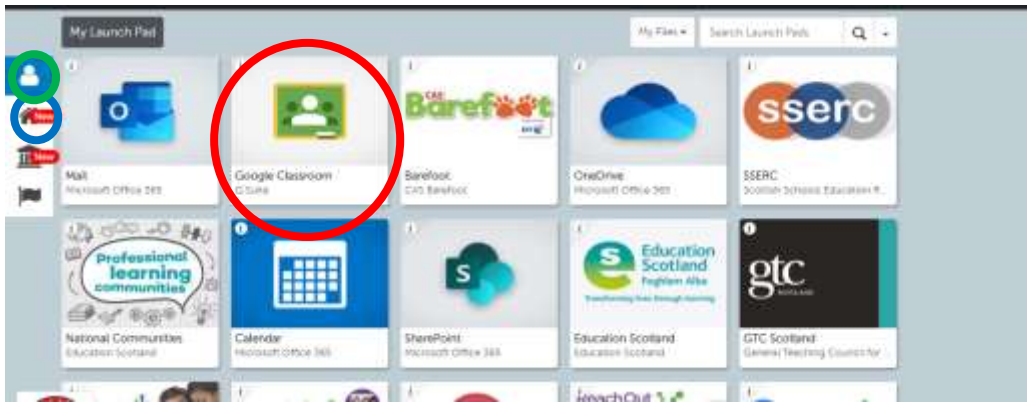 My Launch Pad
My Files
Search Launch Pads
New
New
O
Mail
Microsoft Office 365
Google Classroom
G Suite
CAS
Barefoot
BT
Barefoot
CAS Barefoot
OneDrive
Microsoft Office 365
sserc
SSERC
Scottish Schools Education R...
Professional
learning
communities
National Communities
Education Scotland
Calendar
Microsoft Office 365
S
SharePoint
Microsoft Office 365
Education
Scotland
Foghlam Alba
Transforming lives through learning
Education Scotland
Education Scotland
gtc
SCOTLAND
GTC Scotland
General Teaching Council for
reachOut